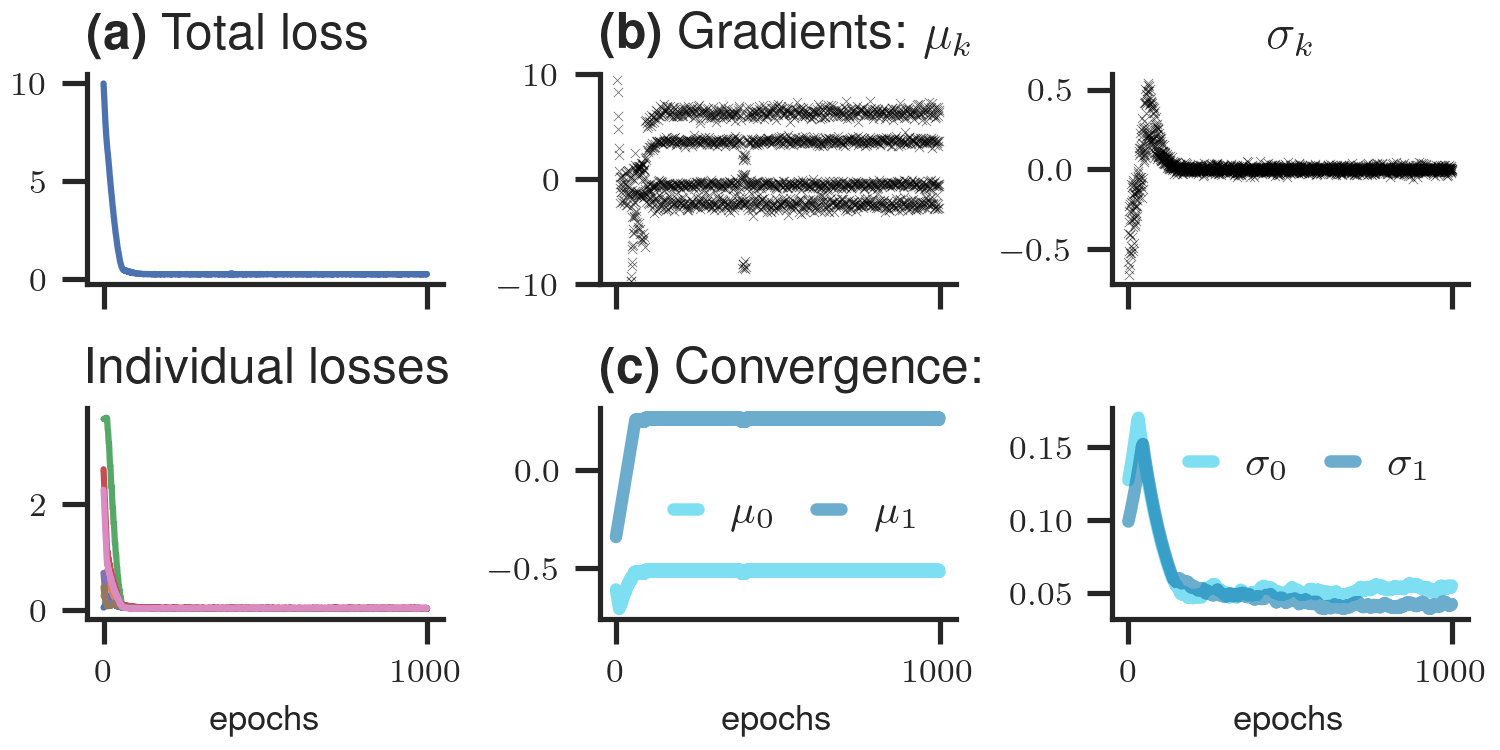 (a) Total loss
10
5
0
(b) Gradients: μk
10
0
−10
σk
0.5
0.0
−0.5
Individual losses
2
0
0 1000
epochs
(c) Convergence:
0.0
−0.5
μ0 μ1
0 1000
epochs
0.15
0.10
0.05
σ0 σ1
0 1000
epochs